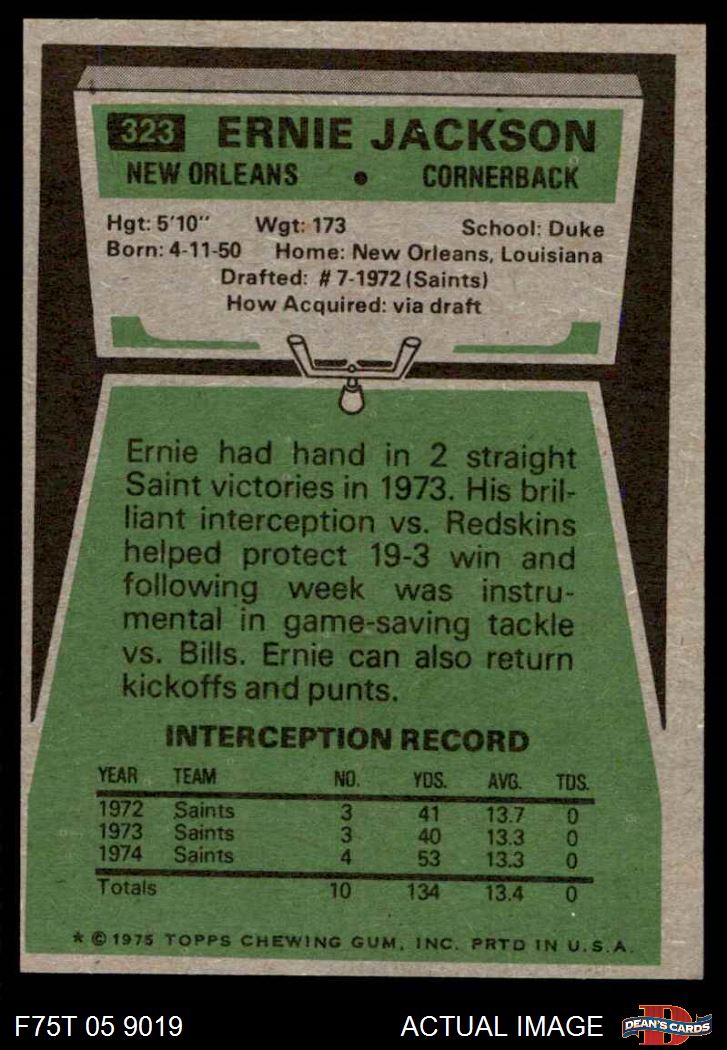 323 ERNIE JACKSON
NEW ORLEANS • CORNERBACK
Hgt: 5'10" Wgt: 173 School: Duke
Born: 4-11-50 Home: New Orleans, Louisiana
Drafted: #7-1972 (Saints)
How Acquired: via draft
Ernie had hand in 2 straight
Saint victories in 1973. His bril-
liant interception vs. Redskins
helped protect 19-3 win and
following week was instru-
mental in game-saving tackle
vs. Bills. Ernie can also return
kickoffs and punts.
INTERCEPTION RECORD
YEAR TEAM NO. YDS. AVG. TDS.
1972 Saints 3 41 13.7 0
1973 Saints 3 40 13.3 0
1974 Saints 4 53 13.3 0
Totals 10 134 13.4 0
* © 1975 TOPPS CHEWING GUM, INC. PRTD IN U.S.A.
F75T 05 9019 ACTUAL IMAGE
D
DEAN'S CARDS